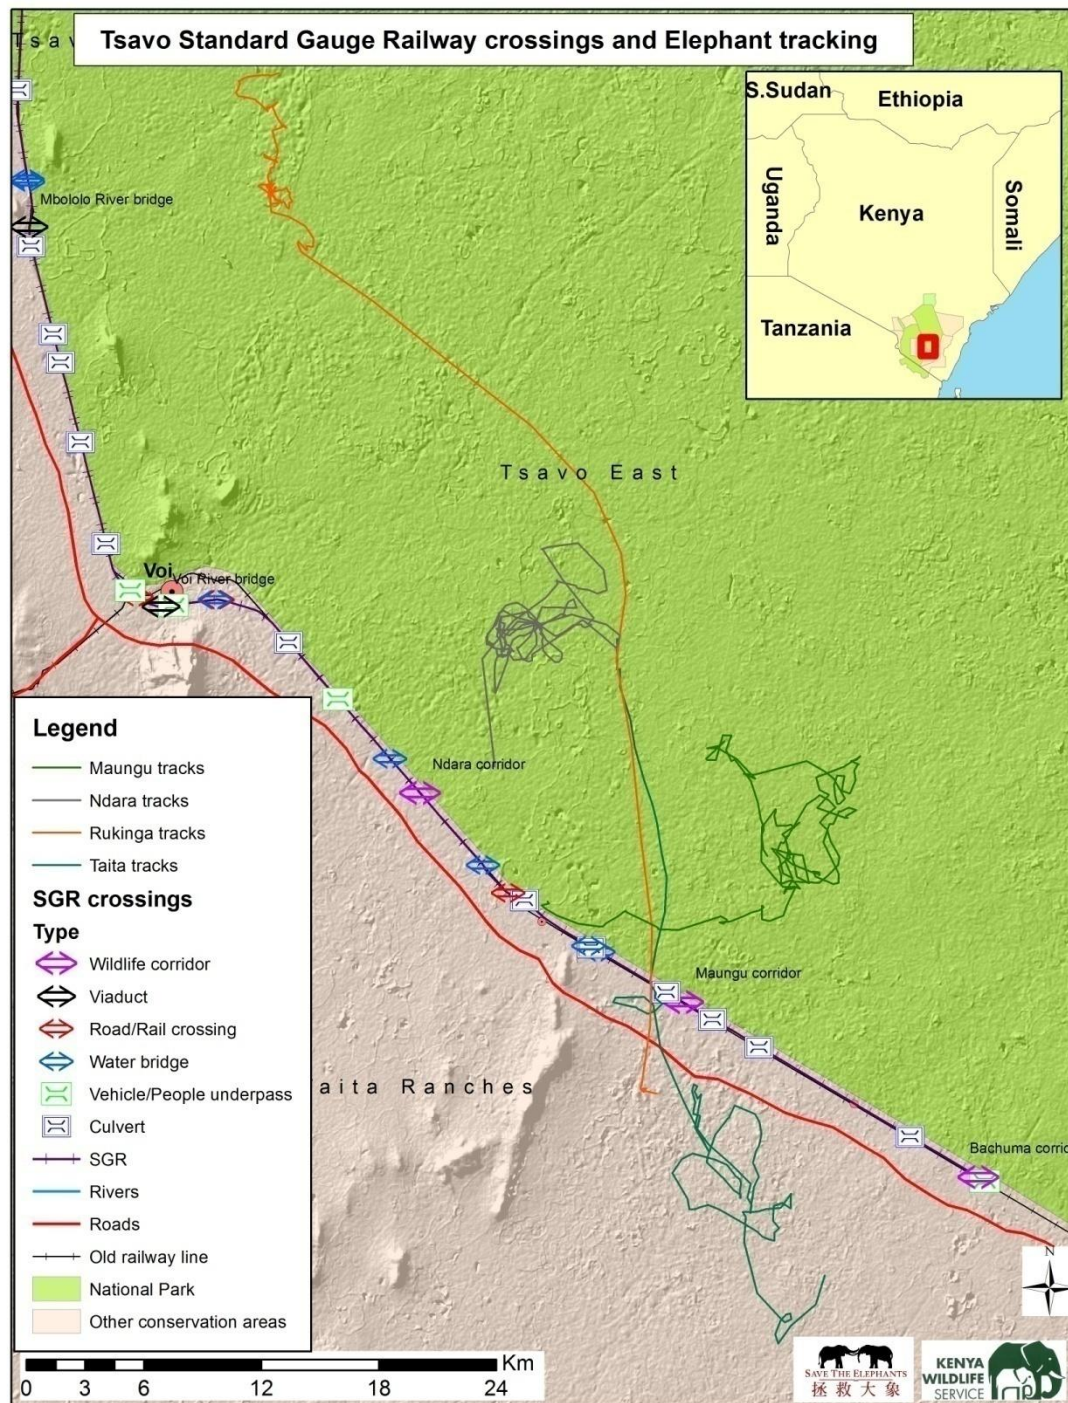 Tsav
Tsavo Standard Gauge Railway crossings and Elephant tracking
S.Sudan
Ethiopia
Uganda
Kenya
Somali
Tanzania
Mbololo River bridge
Tsavo East
Voi
Voi River bridge
Ndara corridor
Maungu corridor
aita Ranches
Bachuma corrid
Legend
Maungu tracks
Ndara tracks
Rukinga tracks
Taita tracks
SGR crossings
Type
Wildlife corridor
Viaduct
Road/Rail crossing
Water bridge
Vehicle/People underpass
Culvert
SGR
Rivers
Roads
Old railway line
National Park
Other conservation areas
N
Km
0 3 6 12 18 24
SAVE THE ELEPHANTS
拯救大象
KENYA
WILDLIFE
SERVICE